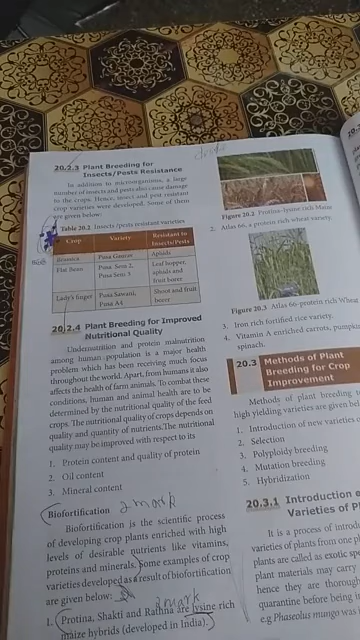 20.2.3 Plant Breeding for
Insects/Pests Resistance
In addition to microorganisms, a large
number of insects and pests also cause damage
to the crops. Hence, insect and pest resistant
crop varieties were developed. Some of them
are given below:
Table 20.2 Insects/pests resistant varieties
Crop Variety Resistant to
Insects/Pests
Brassica Pusa Gaurav Aphids
Flat Bean Pusa Sem 2,
Pusa Sem 3
Leaf hopper,
aphids and
fruit borer
Lady's finger Pusa Sawani,
Pusa A4
Shoot and fruit
borer
20.2.4 Plant Breeding for Improved
Nutritional Quality
Undernutrition and protein malnutrition
among human population is a major health
problem which has been receiving much focus
throughout the world. Apart from humans it also
affects the health of farm animals. To combat these
conditions, human and animal health are to be
determined by the nutritional quality of the feed
crops. The nutritional quality of crops depends on
quality and quantity of nutrients. The nutritional
quality may be improved with respect to its
1. Protein content and quality of protein
2. Oil content
3. Mineral content
Biofortification 2 mark
Biofortification is the scientific process
of developing crop plants enriched with high
levels of desirable nutrients like vitamins,
proteins and minerals. Some examples of crop
varieties developed as a result of biofortification
are given below:
2 mark
1. Protina, Shakti and Rathna are lysine rich
maize hybrids (developed in India).
Figure 20.2 Protine-lysine rich Maize
2. Atlas 66, a protein rich wheat variety.
Figure 20.3 Atlas 66-protein rich Wheat
3. Iron rich fortified rice variety.
4. Vitamin A enriched carrots, pumpkin
spinach.
20.3 Methods of Plant
Breeding for Crop
Improvement
Methods of plant breeding to
high yielding varieties are given bel
1. Introduction of new varieties o
2. Selection
3. Polyploidy breeding
4. Mutation breeding
5. Hybridization
20.3.1 Introduction o
Varieties of Pl
It is a process of introd
varieties of plants from one pl
plants are called as exotic sp
plant materials may carry
hence they are thorough
quarantine before being i
e.g Phaseolus mungo was i